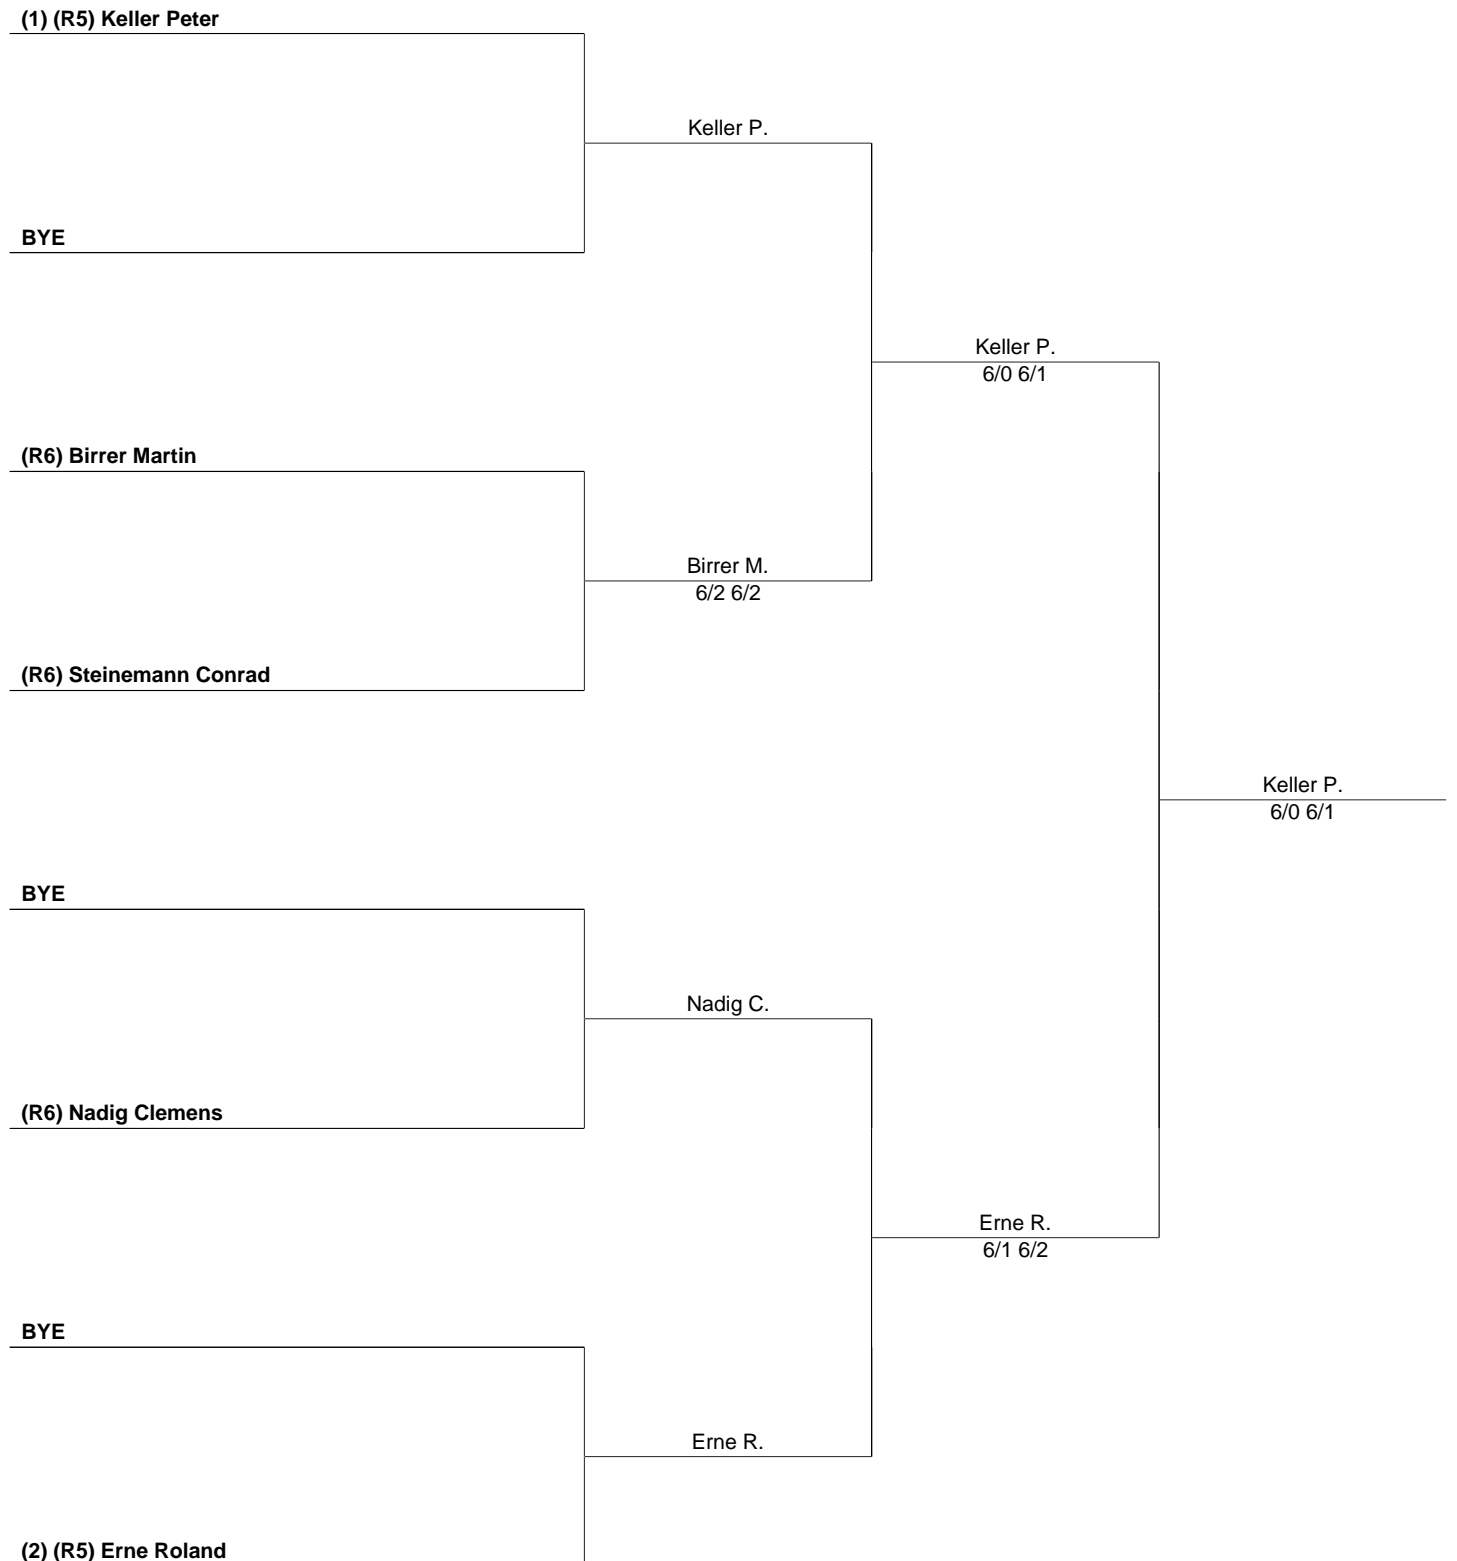 (1) (R5) Keller Peter
Keller P.
BYE
Keller P.
6/0 6/1
(R6) Birrer Martin
Birrer M.
6/2 6/2
(R6) Steinemann Conrad
Keller P.
6/0 6/1
BYE
Nadig C.
(R6) Nadig Clemens
Erne R.
6/1 6/2
BYE
Erne R.
(2) (R5) Erne Roland